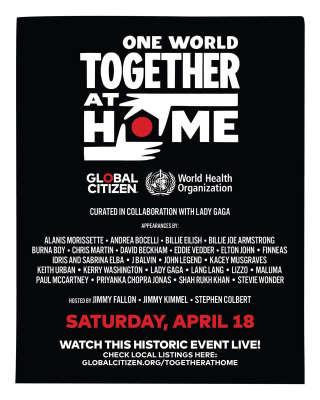 ONE WORLD
TOGETHER
AT
HOME
GLOBAL
CITIZEN.
World Health
Organization
CURATED IN COLLABORATION WITH LADY GAGA
APPEARANCES BY:
ALANIS MORISSETTE • ANDREA BOCELLI • BILLIE EILISH • BILLIE JOE ARMSTRONG
BURNA BOY • CHRIS MARTIN • DAVID BECKHAM • EDDIE VEDDER • ELTON JOHN • FINNEAS
IDRIS AND SABRINA ELBA • J BALVIN • JOHN LEGEND • KACEY MUSGRAVES
KEITH URBAN • KERRY WASHINGTON • LADY GAGA • LANG LANG • LIZZO • MALUMA
PAUL MCCARTNEY • PRIYANKA CHOPRA JONAS • SHAH RUKH KHAN • STEVIE WONDER
HOSTED BY JIMMY FALLON • JIMMY KIMMEL • STEPHEN COLBERT
SATURDAY, APRIL 18
WATCH THIS HISTORIC EVENT LIVE!
CHECK LOCAL LISTINGS HERE:
GLOBALCITIZEN.ORG/TOGETHERATHOME